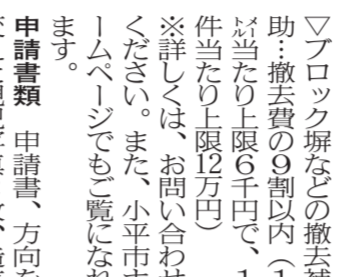 ▽ブロック塀などの撤去補
助…撤去費の9割以内（1
㍍当たり上限6千円で、1
件当たり上限12万円）
※詳しくは、お問い合わせ
ください。また、小平市ホ
ームページでもご覧になれ
ます。
申請書類　申請書、方向な